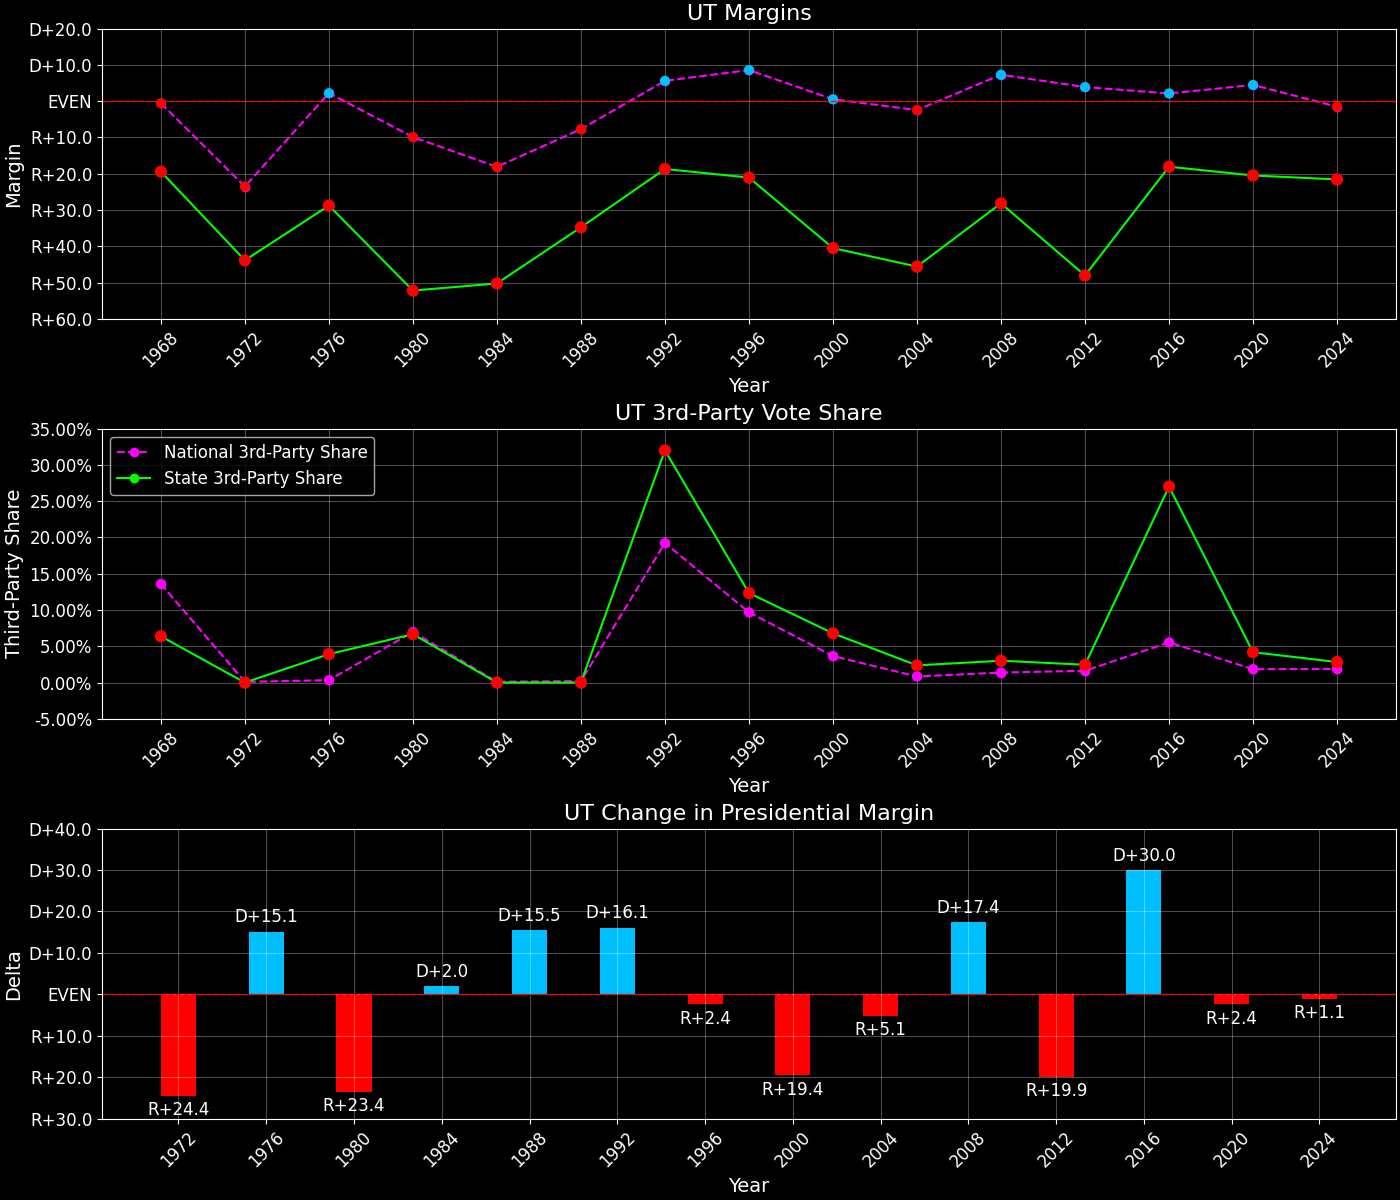 UT Margins
D+20.0
D+10.0
EVEN
R+10.0
R+20.0
R+30.0
R+40.0
R+50.0
R+60.0
Margin
1968 1972 1976 1980 1984 1988 1992 1996 2000 2004 2008 2012 2016 2020 2024
Year
UT 3rd-Party Vote Share
35.00%
30.00%
25.00%
20.00%
15.00%
10.00%
5.00%
0.00%
-5.00%
Third-Party Share
National 3rd-Party Share
State 3rd-Party Share
1968 1972 1976 1980 1984 1988 1992 1996 2000 2004 2008 2012 2016 2020 2024
Year
UT Change in Presidential Margin
D+40.0
D+30.0
D+20.0
D+10.0
EVEN
R+10.0
R+20.0
R+30.0
Delta
R+24.4
D+15.1
R+23.4
D+2.0
D+15.5
D+16.1
R+2.4
R+19.4
R+5.1
D+17.4
R+19.9
D+30.0
R+2.4
R+1.1
1972 1976 1980 1984 1988 1992 1996 2000 2004 2008 2012 2016 2020 2024
Year